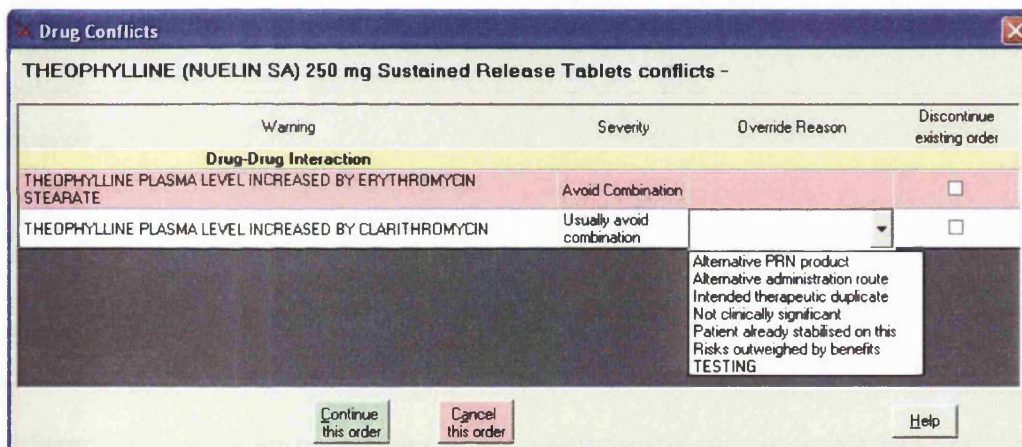 Drug Conflicts
THEOPHYLLINE (NUELIN SA) 250 mg Sustained Release Tablets conflicts -
Warning Severity Override Reason Discontinue
existing order
Drug-Drug Interaction
THEOPHYLLINE PLASMA LEVEL INCREASED BY ERYTHROMYCIN
STEARATE
Avoid Combination
THEOPHYLLINE PLASMA LEVEL INCREASED BY CLARITHROMYCIN
Usually avoid
combination
Alternative PRN product
Alternative administration route
Intended therapeutic duplicate
Not clinically significant
Patient already stabilised on this
Risks outweighed by benefits
TESTING
Continue
this order
Cancel
this order
Help